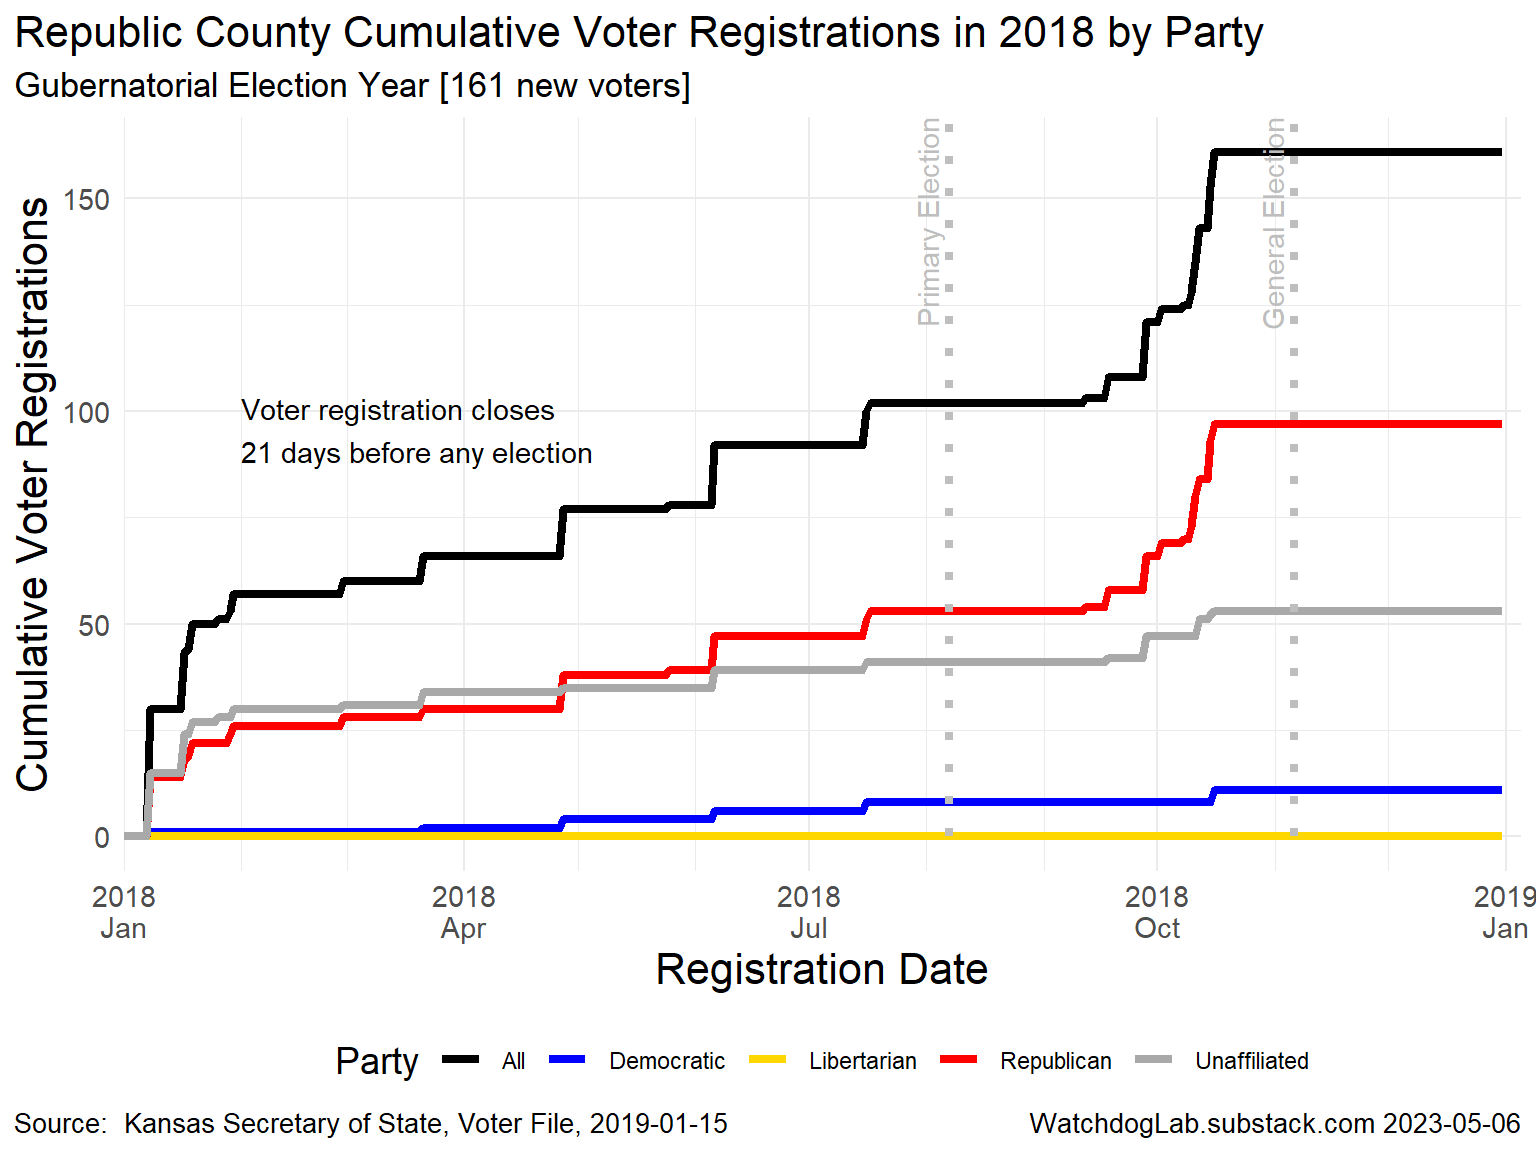 Republic County Cumulative Voter Registrations in 2018 by Party
Gubernatorial Election Year [161 new voters]
Cumulative Voter Registrations
150
100
50
0
Primary Election
General Election
Voter registration closes
21 days before any election
2018
Jan
2018
Apr
2018
Jul
2018
Oct
2019
Jan
Registration Date
Party
All
Democratic
Libertarian
Republican
Unaffiliated
Source:  Kansas Secretary of State, Voter File, 2019-01-15
WatchdogLab.substack.com 2023-05-06